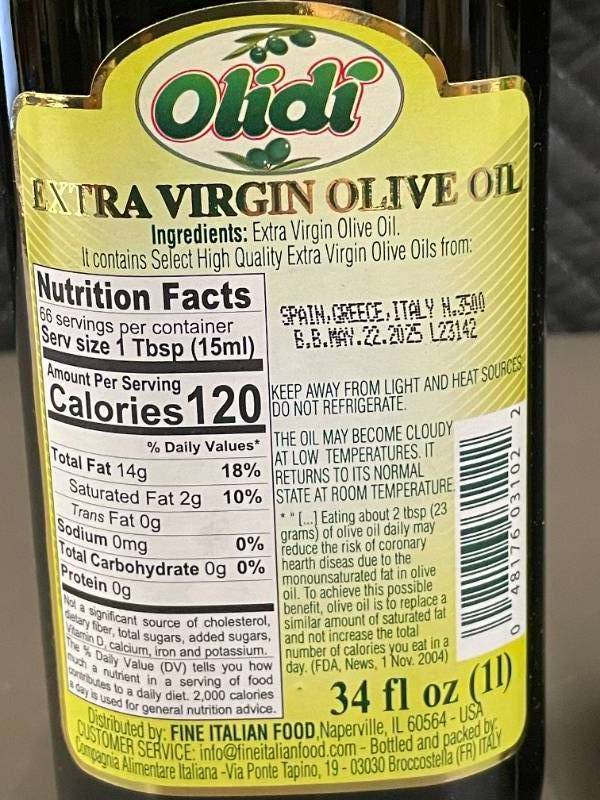 Olidi
EXTRA VIRGIN OLIVE OIL
Ingredients: Extra Virgin Olive Oil.
It contains Select High Quality Extra Virgin Olive Oils from:
Nutrition Facts
66 servings per container
Serv size 1 Tbsp (15ml)
Amount Per Serving
Calories 120
% Daily Values*
Total Fat 14g 18%
Saturated Fat 2g 10%
Trans Fat 0g
Sodium 0mg 0%
Total Carbohydrate 0g 0%
Protein 0g
Not a significant source of cholesterol,
dietary fiber, total sugars, added sugars,
Vitamin D, calcium, iron and potassium.
The % Daily Value (DV) tells you how
much a nutrient in a serving of food
contributes to a daily diet. 2,000 calories
a day is used for general nutrition advice.
SPAIN,GREECE,ITALY N.3500
B.B.MAY.22.2025 L23142
KEEP AWAY FROM LIGHT AND HEAT SOURCES
DO NOT REFRIGERATE.
THE OIL MAY BECOME CLOUDY
AT LOW TEMPERATURES. IT
RETURNS TO ITS NORMAL
STATE AT ROOM TEMPERATURE
* " [...] Eating about 2 tbsp (23
grams) of olive oil daily may
reduce the risk of coronary
hearth diseas due to the
monounsaturated fat in olive
oil. To achieve this possible
benefit, olive oil is to replace a
similar amount of saturated fat
and not increase the total
number of calories you eat in a
day. (FDA, News, 1 Nov. 2004)
0 48176 03102 2
34 fl oz (1l)
Distributed by: FINE ITALIAN FOOD, Naperville, IL 60564 - USA
CUSTOMER SERVICE: info@fineitalianfood.com - Bottled and packed by:
Compagnia Alimentare Italiana -Via Ponte Tapino, 19 - 03030 Broccostella (FR) ITALY